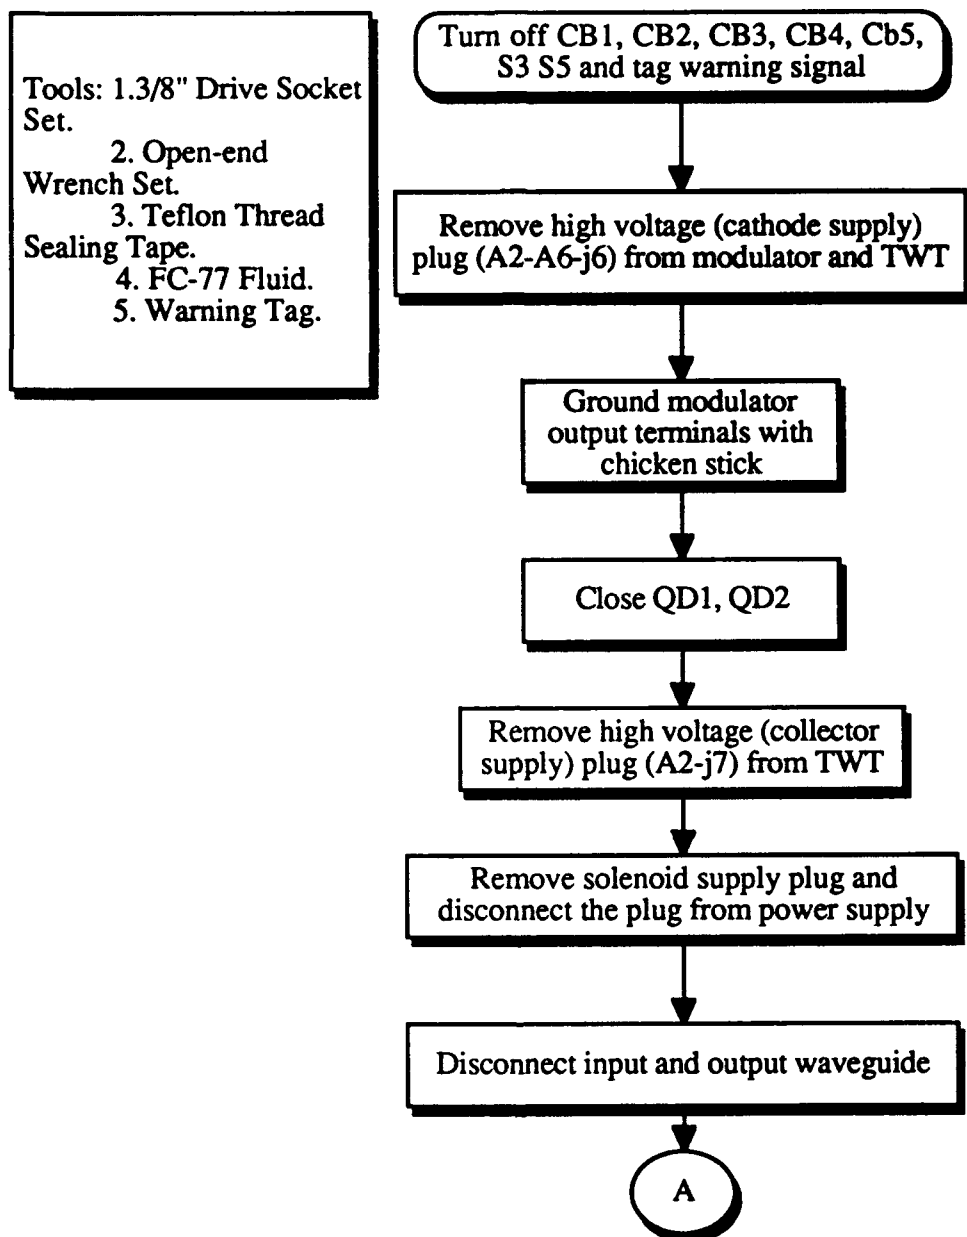 Tools: 1.3/8" Drive Socket
Set.
2. Open-end
Wrench Set.
3. Teflon Thread
Sealing Tape.
4. FC-77 Fluid.
5. Warning Tag.
Turn off CB1, CB2, CB3, CB4, Cb5,
S3 S5 and tag warning signal
Remove high voltage (cathode supply)
plug (A2-A6-j6) from modulator and TWT
Ground modulator
output terminals with
chicken stick
Close QD1, QD2
Remove high voltage (collector
supply) plug (A2-j7) from TWT
Remove solenoid supply plug and
disconnect the plug from power supply
Disconnect input and output waveguide
A